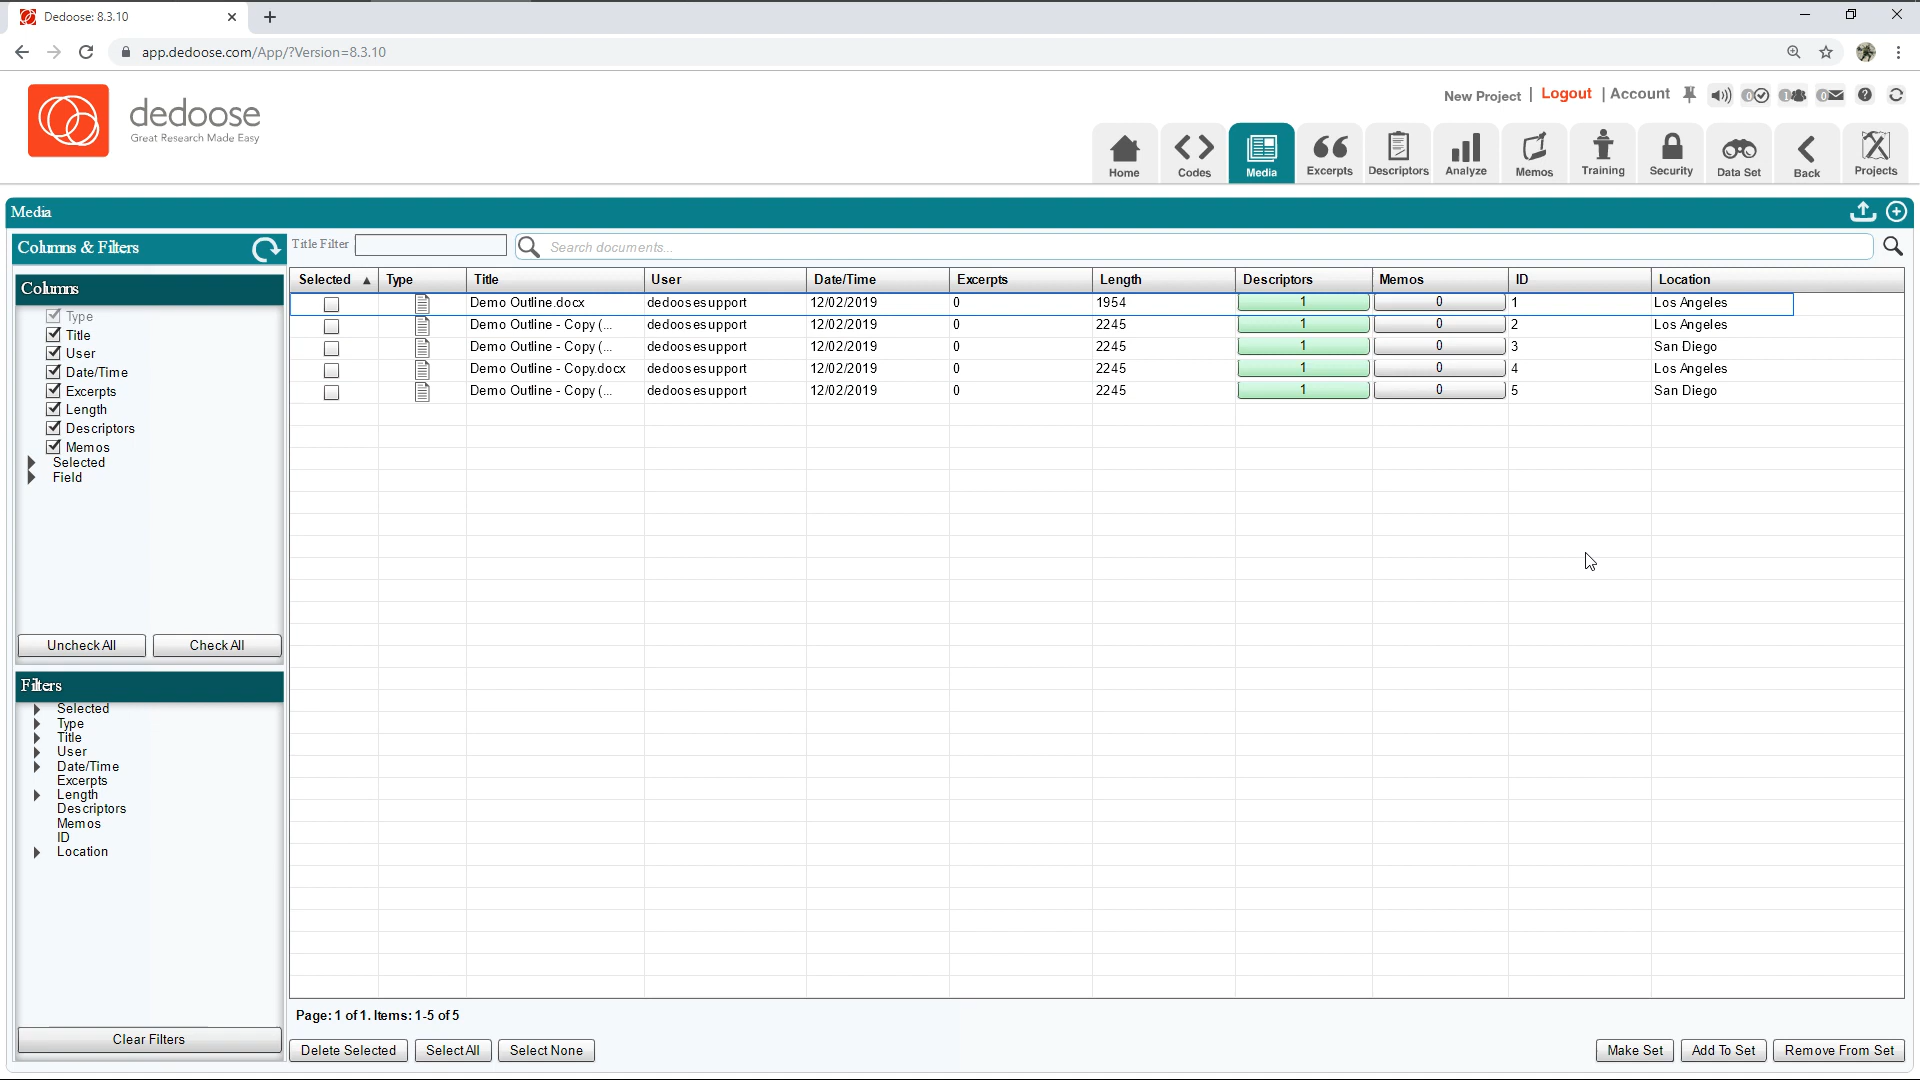 Dedoose: 8.3.10
app.dedoose.com/App/?Version=8.3.10
dedoose
Great Research Made Easy
New Project | Logout | Account 0 1 0
Home Codes Media Excerpts Descriptors Analyze Memos Training Security Data Set Back Projects
Media
Columns & Filters
Title Filter Search documents...
Columns
Type
Title
User
Date/Time
Excerpts
Length
Descriptors
Memos
Selected
Field
Uncheck All Check All
Filters
Selected
Type
Title
User
Date/Time
Excerpts
Length
Descriptors
Memos
ID
Location
Clear Filters
Selected Type Title User Date/Time Excerpts Length Descriptors Memos ID Location
Demo Outline.docx dedoosesupport 12/02/2019 0 1954 1 0 1 Los Angeles
Demo Outline - Copy (... dedoosesupport 12/02/2019 0 2245 1 0 2 Los Angeles
Demo Outline - Copy (... dedoosesupport 12/02/2019 0 2245 1 0 3 San Diego
Demo Outline - Copy.docx dedoosesupport 12/02/2019 0 2245 1 0 4 Los Angeles
Demo Outline - Copy (... dedoosesupport 12/02/2019 0 2245 1 0 5 San Diego
Page: 1 of 1. Items: 1-5 of 5
Delete Selected Select All Select None Make Set Add To Set Remove From Set